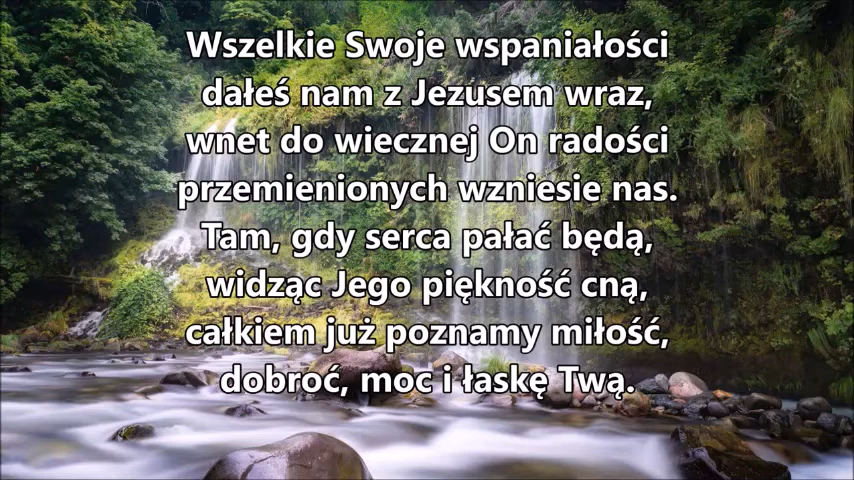 Wszelkie Swoje wspaniałości
dałeś nam z Jezusem wraz,
wnet do wiecznej On radości
przemienionych wzniesie nas.
Tam, gdy serca pałać będą,
widząc Jego piękność cną,
całkiem już poznamy miłość,
dobroć, moc i łaskę Twą.